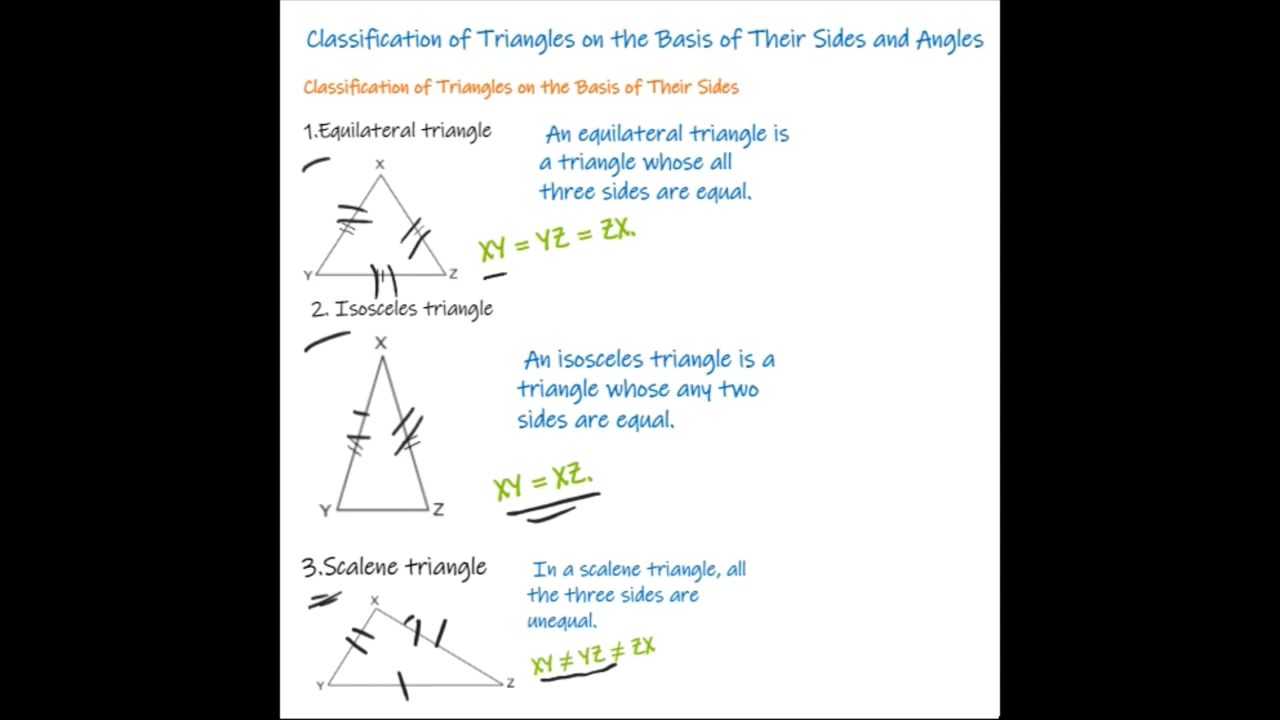 Classification of Triangles on the Basis of Their Sides and Angles
Classification of Triangles on the Basis of Their Sides
1.Equilateral triangle
An equilateral triangle is
a triangle whose all
three sides are equal.
X
Y
Z
XY = YZ = ZX.
2. Isosceles triangle
X
An isosceles triangle is a
triangle whose any two
sides are equal.
Y
Z
XY = XZ.
3.Scalene triangle
In a scalene triangle, all
the three sides are
unequal.
X
Y
Z
XY ≠ YZ ≠ ZX